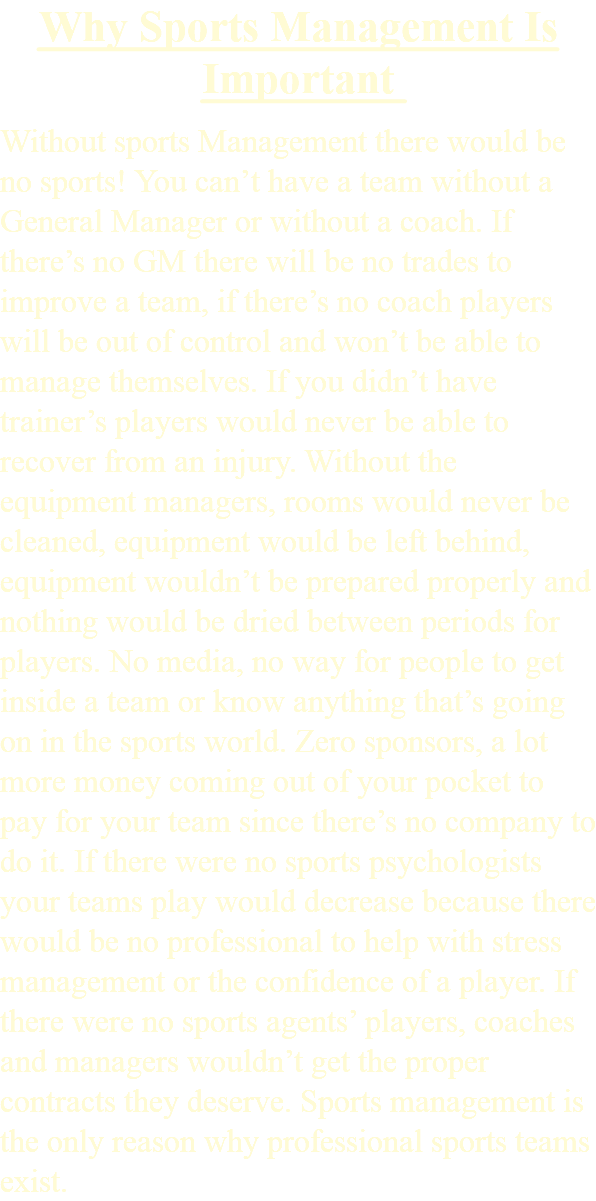 Why Sports Management Is
Important
Without sports Management there would be
no sports! You can’t have a team without a
General Manager or without a coach. If
there’s no GM there will be no trades to
improve a team, if there’s no coach players
will be out of control and won’t be able to
manage themselves. If you didn’t have
trainer’s players would never be able to
recover from an injury. Without the
equipment managers, rooms would never be
cleaned, equipment would be left behind,
equipment wouldn’t be prepared properly and
nothing would be dried between periods for
players. No media, no way for people to get
inside a team or know anything that’s going
on in the sports world. Zero sponsors, a lot
more money coming out of your pocket to
pay for your team since there’s no company to
do it. If there were no sports psychologists
your teams play would decrease because there
would be no professional to help with stress
management or the confidence of a player. If
there were no sports agents’ players, coaches
and managers wouldn’t get the proper
contracts they deserve. Sports management is
the only reason why professional sports teams
exist.